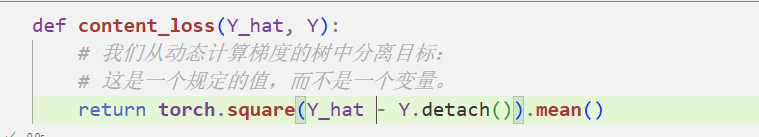 def content_loss(Y_hat, Y):
    # 我们从动态计算梯度的树中分离目标:
    # 这是一个规定的值，而不是一个变量。
    return torch.square(Y_hat - Y.detach()).mean()